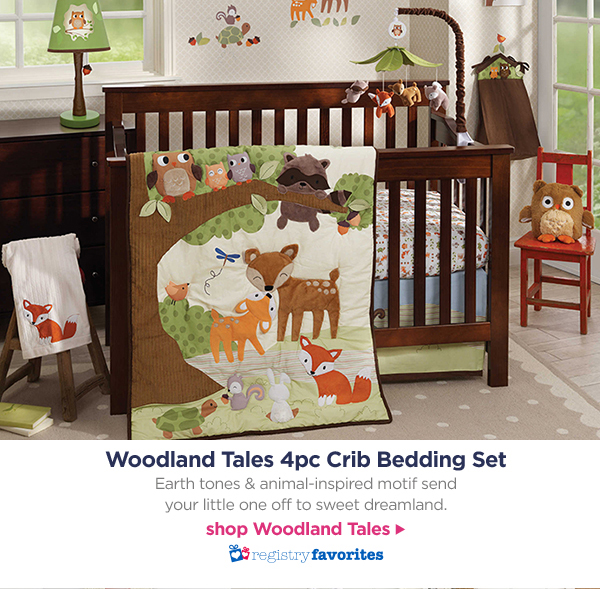 Woodland Tales 4pc Crib Bedding Set
Earth tones & animal-inspired motif send
your little one off to sweet dreamland.
shop Woodland Tales ▸
registry favorites